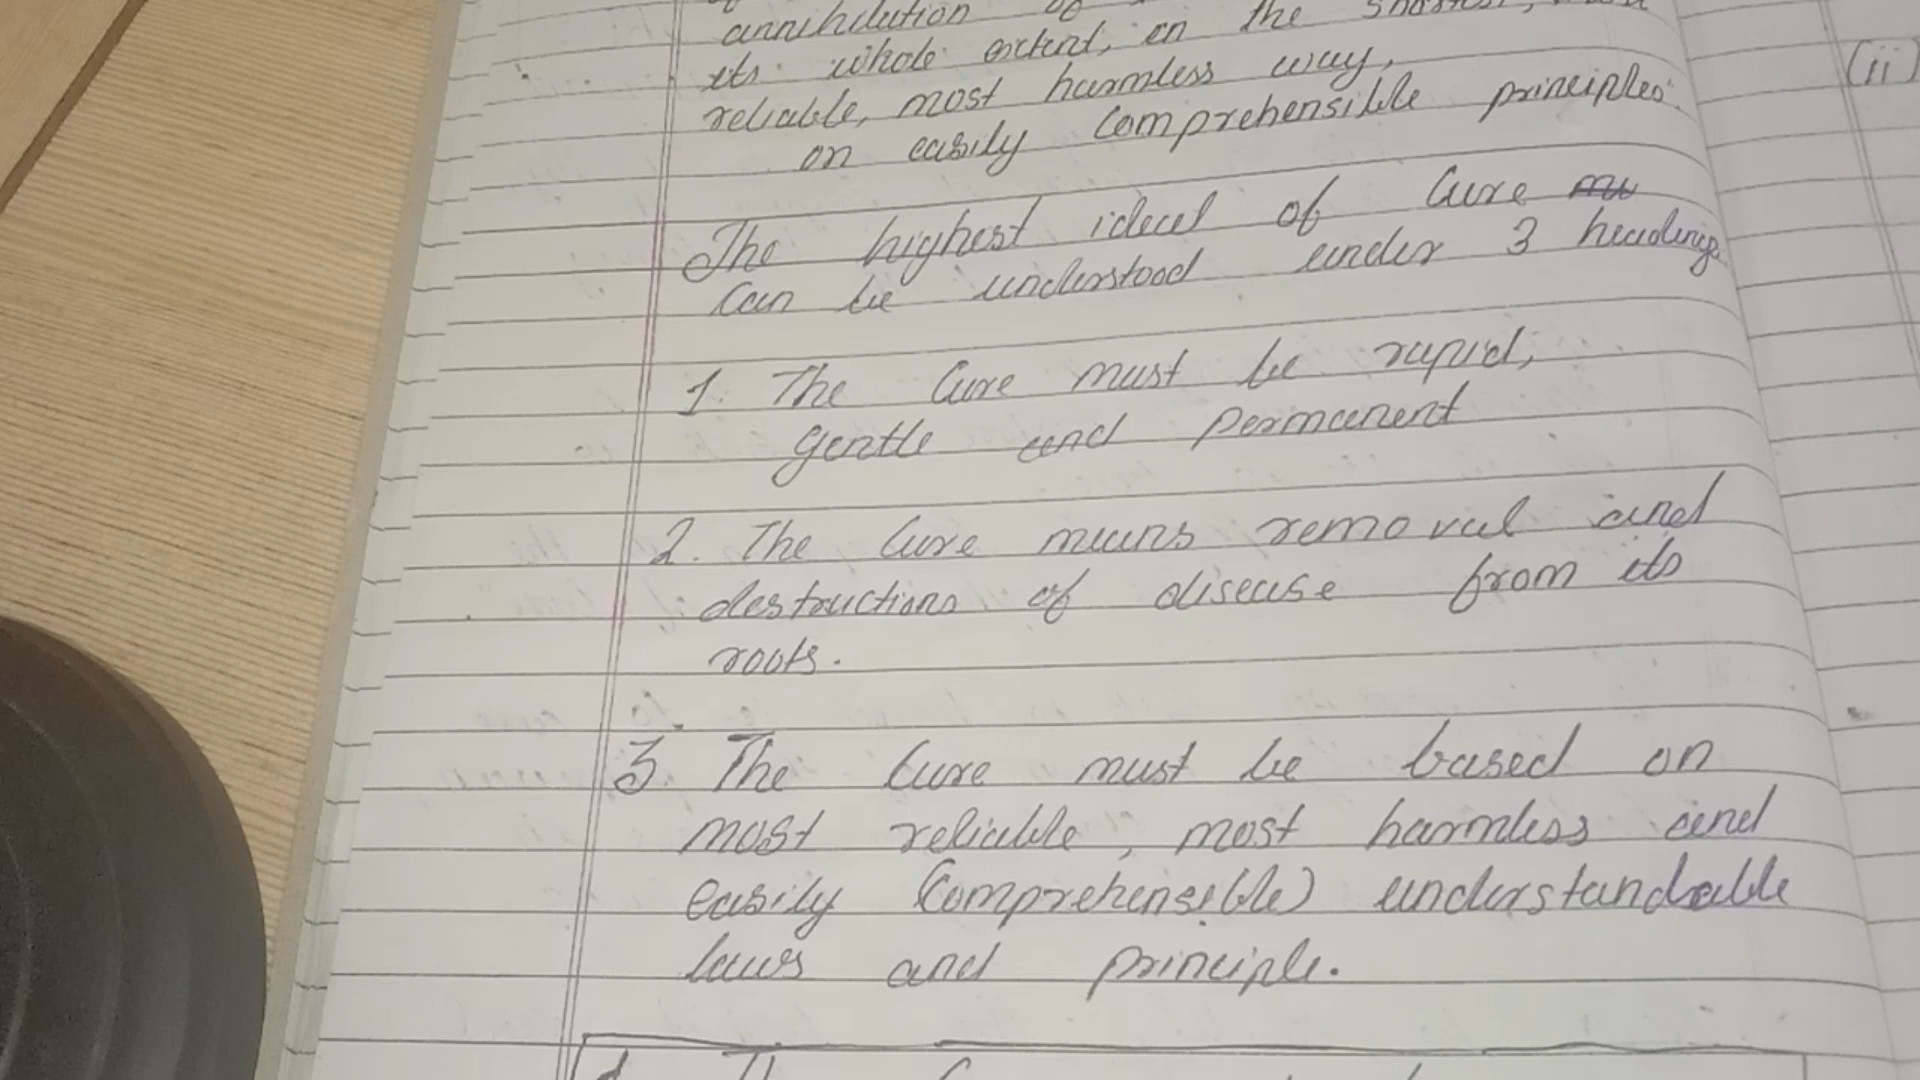 annihilution of
its whole extent, in the shortest,
reliable, most harmless way,
on easily Comprehensible principles.
(ii)
The highest ideal of Cure
Can be understood under 3 headings
1. The Cure must be rapid,
gentle and permanent
2. The Cure means removal and
destructions of disease from its
roots.
3. The Cure must be based on
most reliable, most harmless and
easily (Comprehensible) understandable
laws and principle.